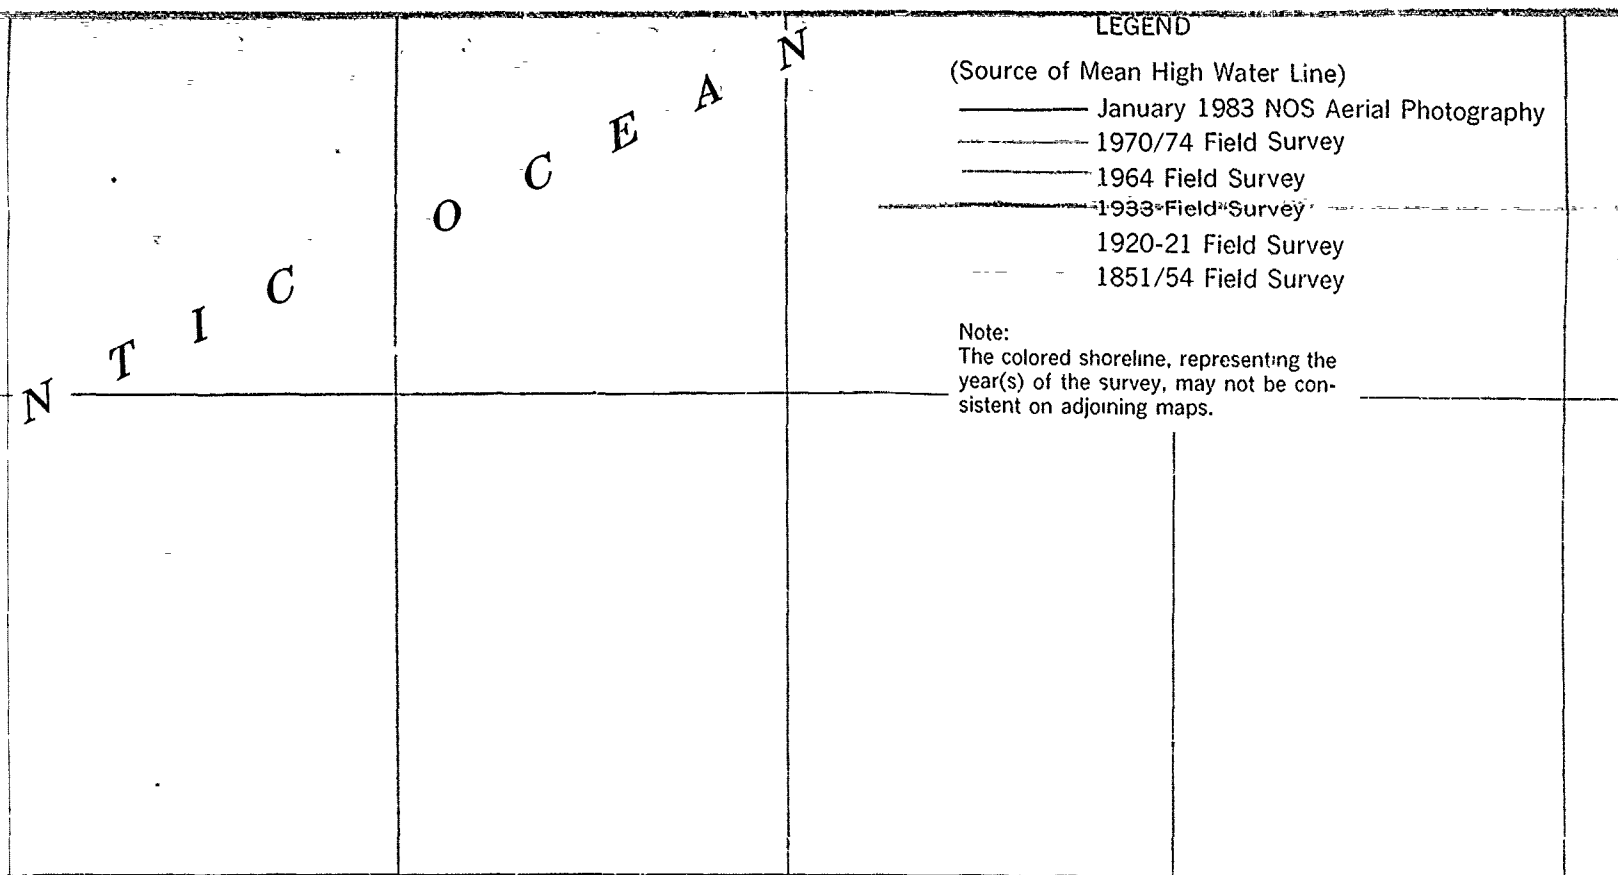 LEGEND
(Source of Mean High Water Line)
January 1983 NOS Aerial Photography
1970/74 Field Survey
1964 Field Survey
1933 Field Survey
1920-21 Field Survey
1851/54 Field Survey
Note:
The colored shoreline, representing the
year(s) of the survey, may not be con-
sistent on adjoining maps.
NTIC OCEAN